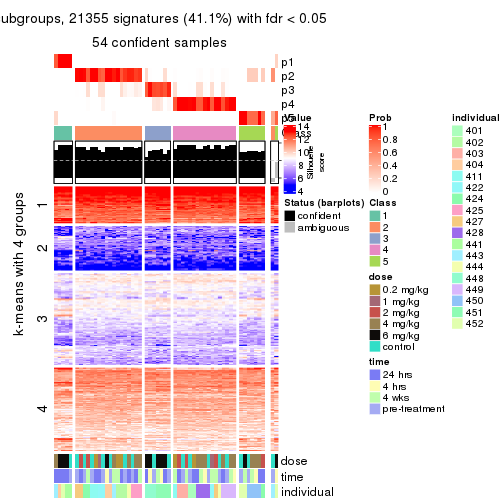 ubgroups, 21355 signatures (41.1%) with fdr < 0.05
54 confident samples
p1
p2
p3
p4
p5
Class
Silhouette score
k-means with 4 groups
1
2
3
4
dose
time
individual
Value
14
12
10
8
6
4
Status (barplots)
confident
ambiguous
Prob
1
0.8
0.6
0.4
0.2
0
Class
1
2
3
4
5
dose
0.2 mg/kg
1 mg/kg
2 mg/kg
4 mg/kg
6 mg/kg
control
time
24 hrs
4 hrs
4 wks
pre-treatment
individual
401
402
403
404
411
422
424
425
427
428
441
443
444
448
449
450
451
452